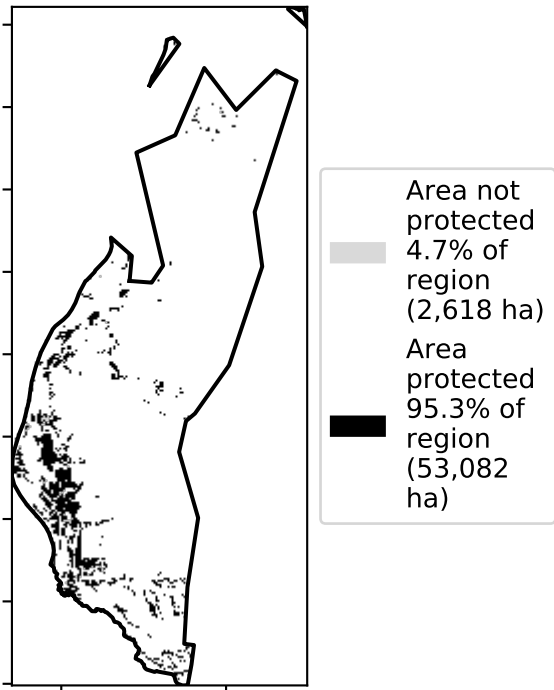 Area not
protected
4.7% of
region
(2,618 ha)
Area
protected
95.3% of
region
(53,082
ha)